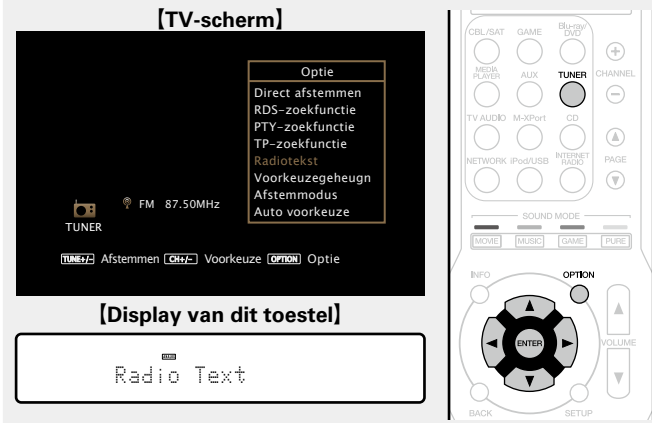 【TV-scherm】
Optie
Direct afstemmen
RDS-zoekfunctie
PTY-zoekfunctie
TP-zoekfunctie
Radiotekst
Voorkeuzegeheugn
Afstemmodus
Auto voorkeuze
FM 87.50MHz
TUNER
TUNE+/- Afstemmen CH+/- Voorkeuze OPTION Optie
【Display van dit toestel】
Radio Text
CBL/SAT GAME Blu-ray/
DVD
MEDIA
PLAYER AUX TUNER CHANNEL
TV AUDIO M-XPort CD
NETWORK iPod/USB INTERNET
RADIO PAGE
SOUND MODE
MOVIE MUSIC GAME PURE
INFO OPTION
ENTER VOLUME
BACK SETUP